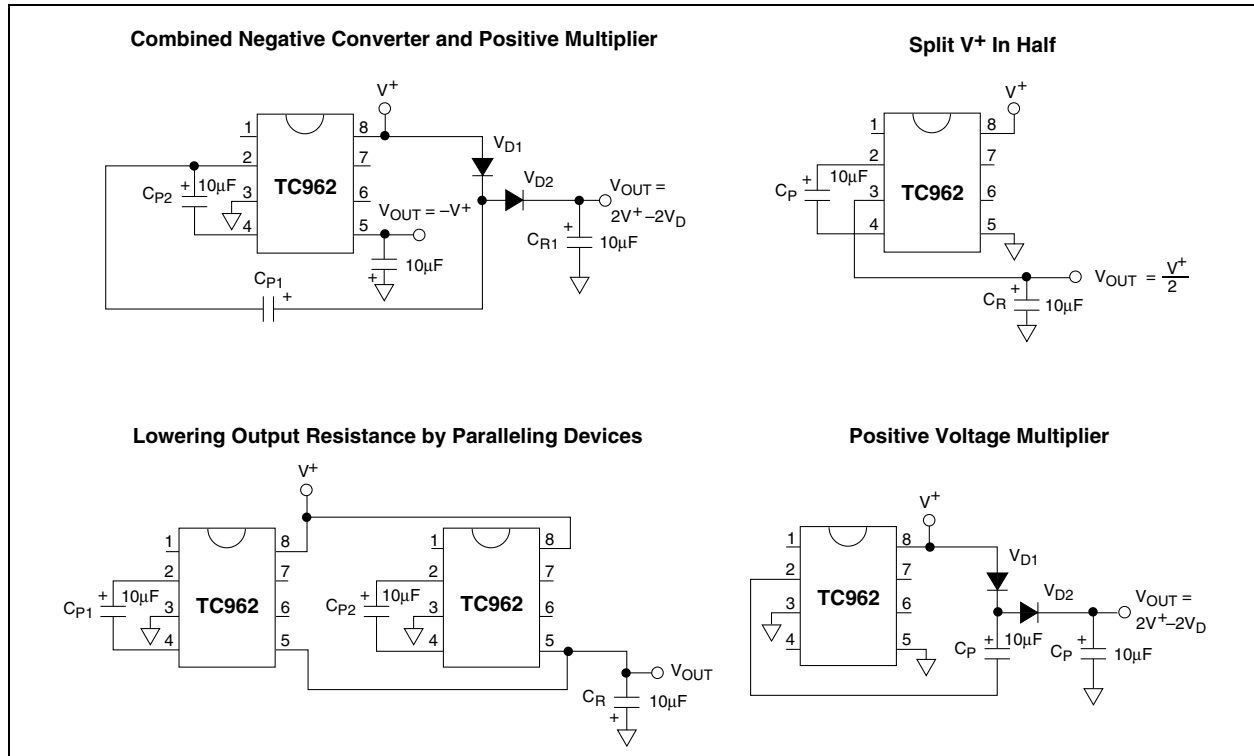 Combined Negative Converter and Positive Multiplier
V+
1
2
3
4
TC962
8
7
6
5
VD1
VD2
CP2
+
10µF
VOUT = –V+
10µF
+
CP1
+
+
CR1
10µF
VOUT =
2V+ –2VD
Split V+ In Half
V+
1
2
3
4
TC962
8
7
6
5
CP
+
10µF
VOUT = V+
2
+
CR
10µF
Lowering Output Resistance by Paralleling Devices
V+
1
2
3
4
TC962
8
7
6
5
CP1
+
10µF
1
2
3
4
TC962
8
7
6
5
CP2
+
10µF
VOUT
CR
10µF
+
Positive Voltage Multiplier
V+
1
2
3
4
TC962
8
7
6
5
VD1
VD2
VOUT =
2V+ –2VD
+
10µF
CP
+
CP
10µF